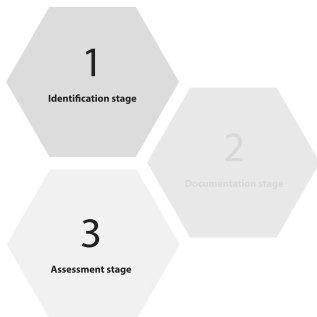 1
Identification stage
2
Documentation stage
3
Assessment stage